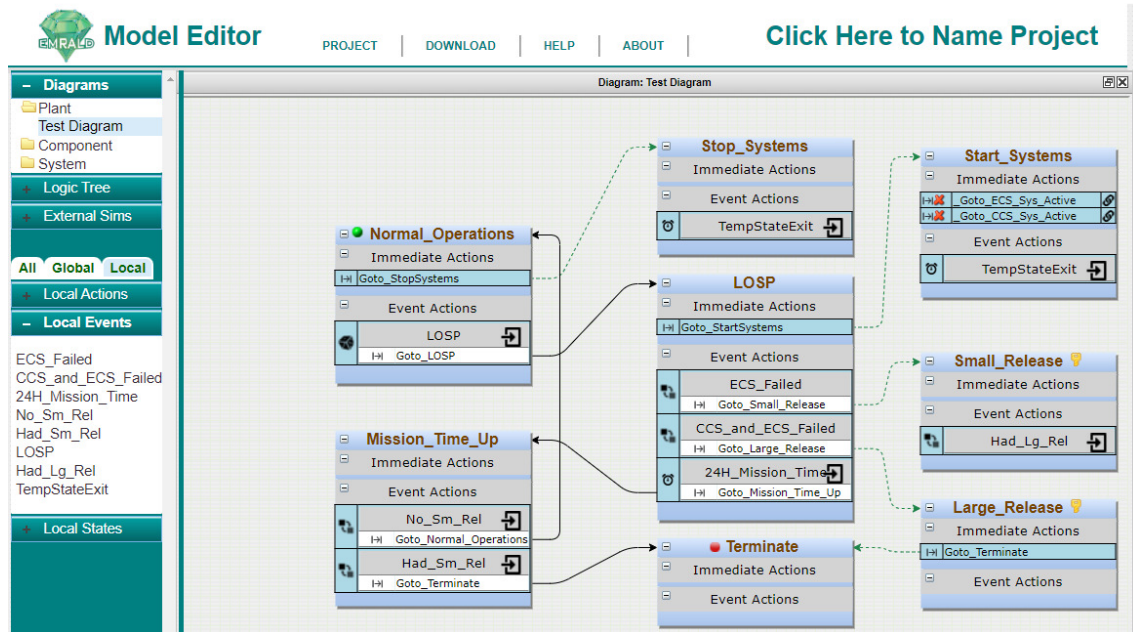 EMRALD
Model Editor
PROJECT
DOWNLOAD
HELP
ABOUT
Click Here to Name Project
Diagrams
Plant
Test Diagram
Component
System
Logic Tree
External Sims
All Global Local
Local Actions
Local Events
ECS_Failed
CCS_and_ECS_Failed
24H_Mission_Time
No_Sm_Rel
Had_Sm_Rel
LOSP
Had_Lg_Rel
TempStateExit
Local States
Diagram: Test Diagram
Normal_Operations
Immediate Actions
Goto_StopSystems
Event Actions
LOSP
Goto_LOSP
Mission_Time_Up
Immediate Actions
Event Actions
No_Sm_Rel
Goto_Normal_Operations
Had_Sm_Rel
Goto_Terminate
Stop_Systems
Immediate Actions
Event Actions
TempStateExit
LOSP
Immediate Actions
Goto_StartSystems
Event Actions
ECS_Failed
Goto_Small_Release
CCS_and_ECS_Failed
Goto_Large_Release
24H_Mission_Time
Goto_Mission_Time_Up
Terminate
Immediate Actions
Event Actions
Start_Systems
Immediate Actions
_Goto_ECS_Sys_Active
_Goto_CCS_Sys_Active
Event Actions
TempStateExit
Small_Release
Immediate Actions
Event Actions
Had_Lg_Rel
Large_Release
Immediate Actions
Goto_Terminate
Event Actions